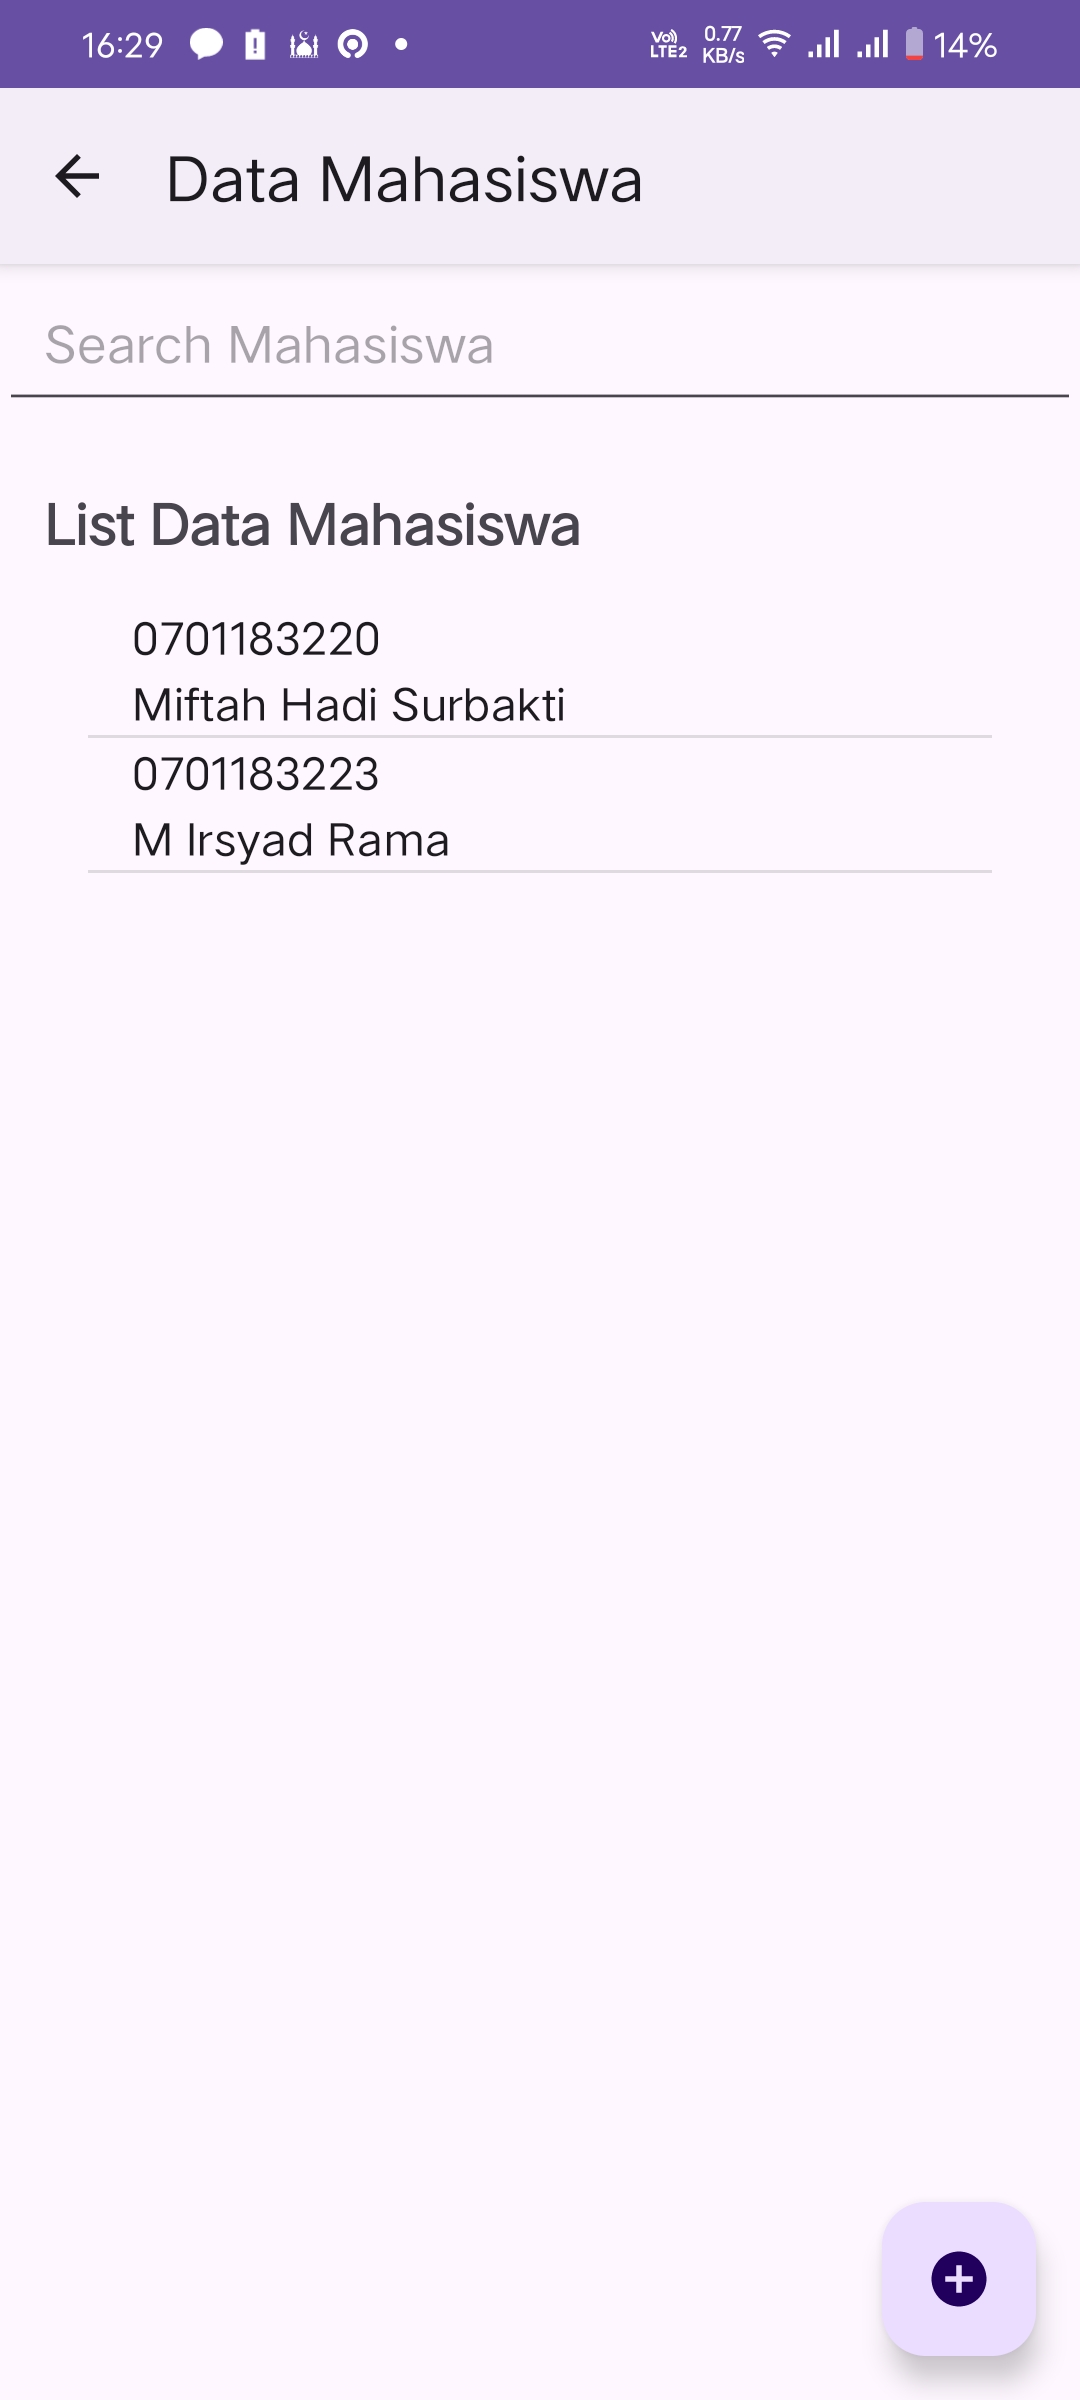 16:29 Vo) LTE2 0.77 KB/s 14%
Data Mahasiswa
Search Mahasiswa
List Data Mahasiswa
0701183220
Miftah Hadi Surbakti
0701183223
M Irsyad Rama